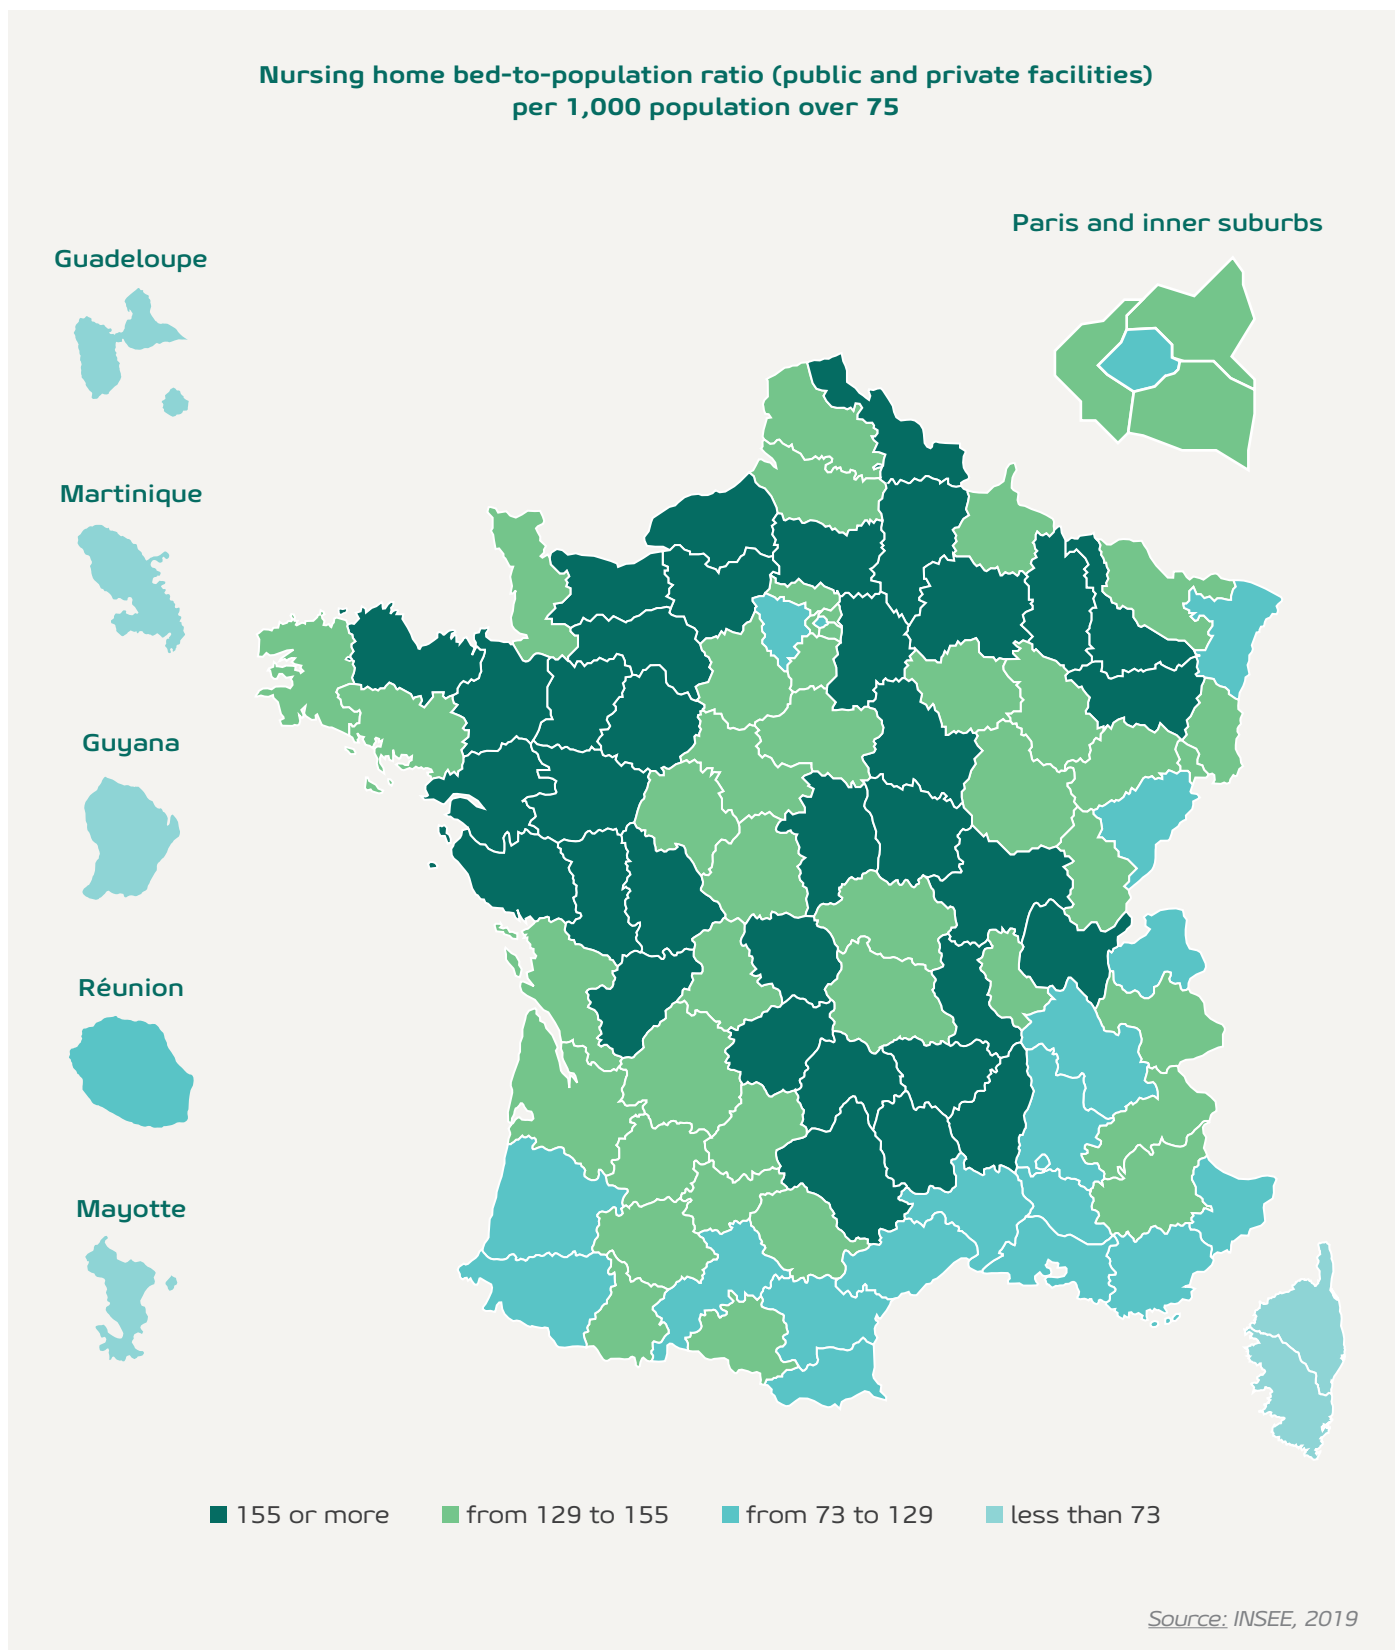 Nursing home bed-to-population ratio (public and private facilities)
per 1,000 population over 75
Paris and inner suburbs
Guadeloupe
Martinique
Guyana
Réunion
Mayotte
155 or more
from 129 to 155
from 73 to 129
less than 73
Source: INSEE, 2019